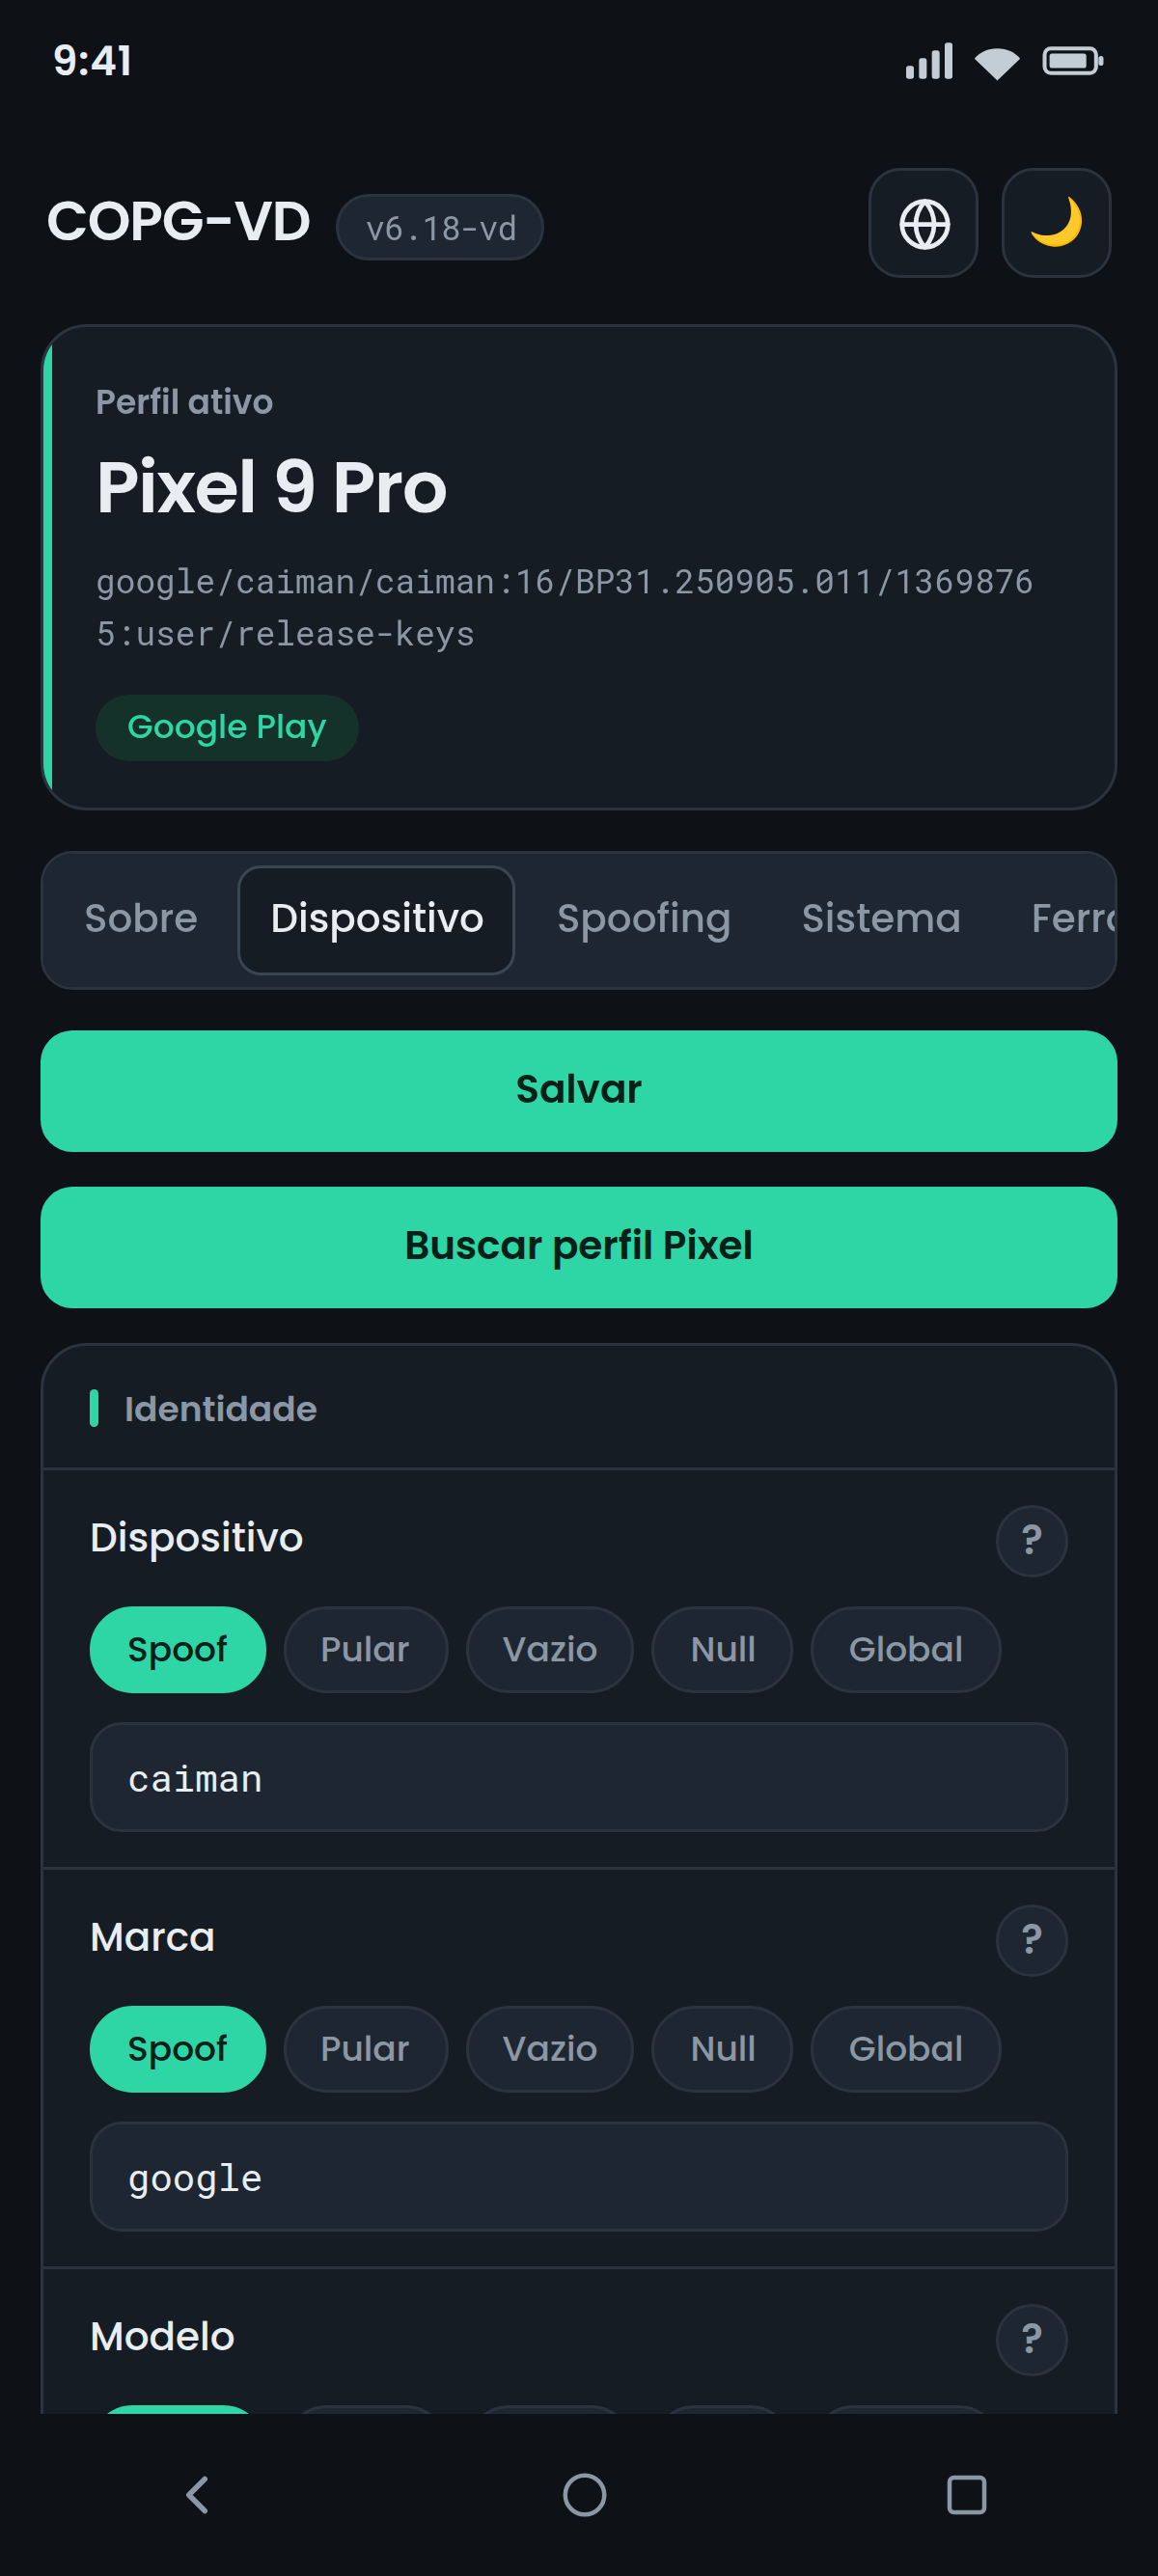 9:41
COPG-VD v6.18-vd
Perfil ativo
Pixel 9 Pro
google/caiman/caiman:16/BP31.250905.011/1369876
5:user/release-keys
Google Play
Sobre Dispositivo Spoofing Sistema
Salvar
Buscar perfil Pixel
Identidade
Dispositivo ?
Spoof Pular Vazio Null Global
caiman
Marca ?
Spoof Pular Vazio Null Global
google
Modelo ?